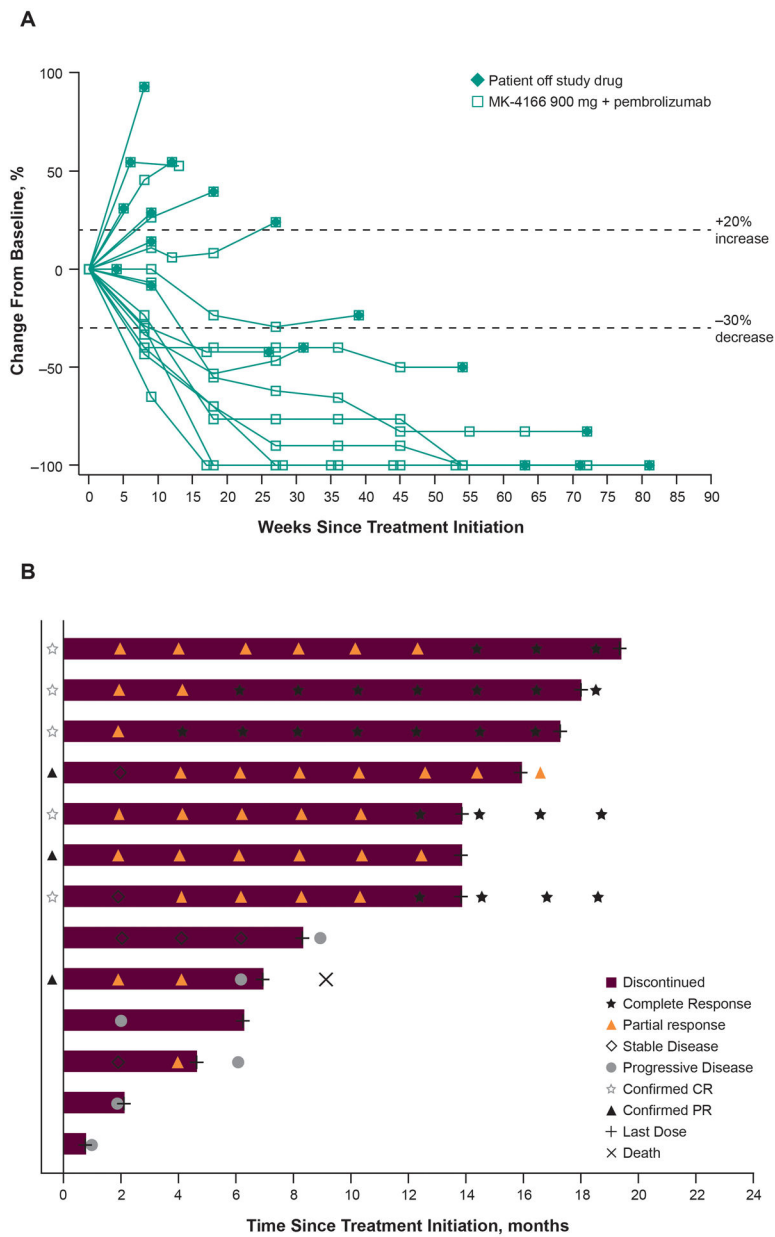 A
100
50
0
–50
–100
Change From Baseline, %
Patient off study drug
MK-4166 900 mg + pembrolizumab
+20%
increase
–30%
decrease
0 5 10 15 20 25 30 35 40 45 50 55 60 65 70 75 80 85 90
Weeks Since Treatment Initiation
B
Discontinued
Complete Response
Partial response
Stable Disease
Progressive Disease
Confirmed CR
Confirmed PR
Last Dose
Death
0 2 4 6 8 10 12 14 16 18 20 22 24
Time Since Treatment Initiation, months